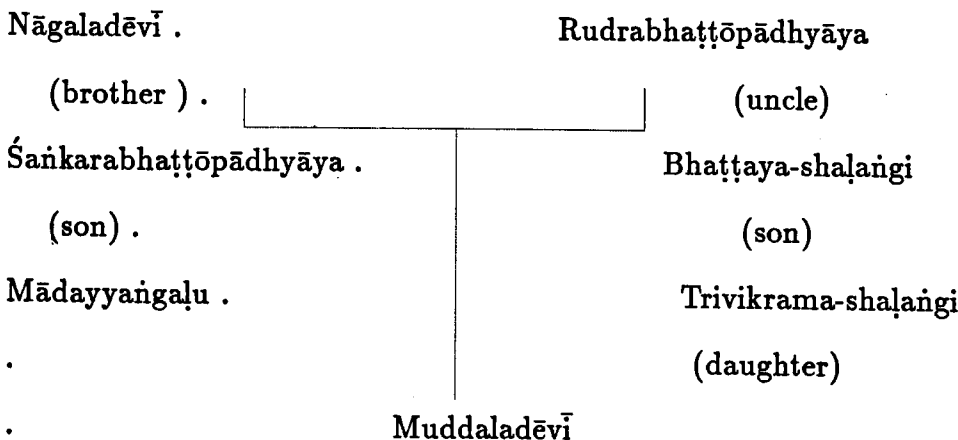 Nāgaladēvī . Rudrabhaṭṭōpādhyāya
(brother ) . (uncle)
Śaṅkarabhaṭṭōpādhyāya . Bhaṭṭaya-shaḷaṅgi
(son) . (son)
Mādayyaṅgaḷu . Trivikrama-shaḷaṅgi
. (daughter)
. Muddaladēvī